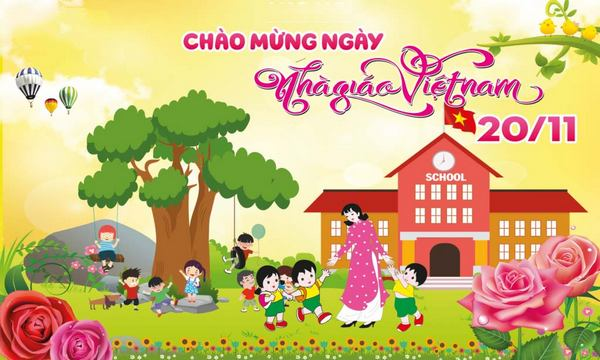 CHÀO MỪNG NGÀY
Nhà giáo Việt nam
20/11
SCHOOL